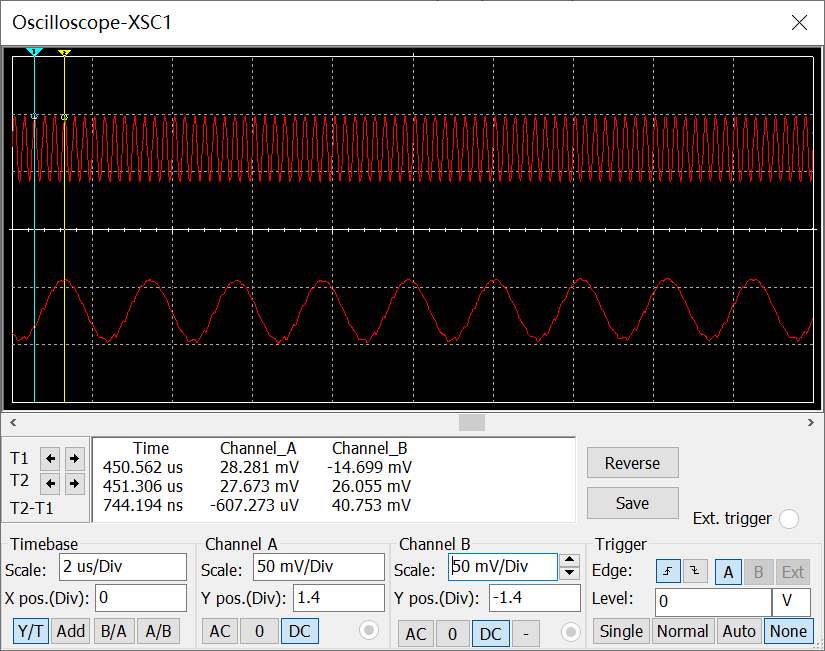 Oscilloscope-XSC1
1 2
T1
T2
T2-T1
Time Channel_A Channel_B
450.562 us 28.281 mV -14.699 mV
451.306 us 27.673 mV 26.055 mV
744.194 ns -607.273 uV 40.753 mV
Reverse
Save
Ext. trigger
Timebase
Scale: 2 us/Div
X pos.(Div): 0
Y/T Add B/A A/B
Channel A
Scale: 50 mV/Div
Y pos.(Div): 1.4
AC 0 DC
Channel B
Scale: 50 mV/Div
Y pos.(Div): -1.4
AC 0 DC -
Trigger
Edge: A B Ext
Level: 0 V
Single Normal Auto None